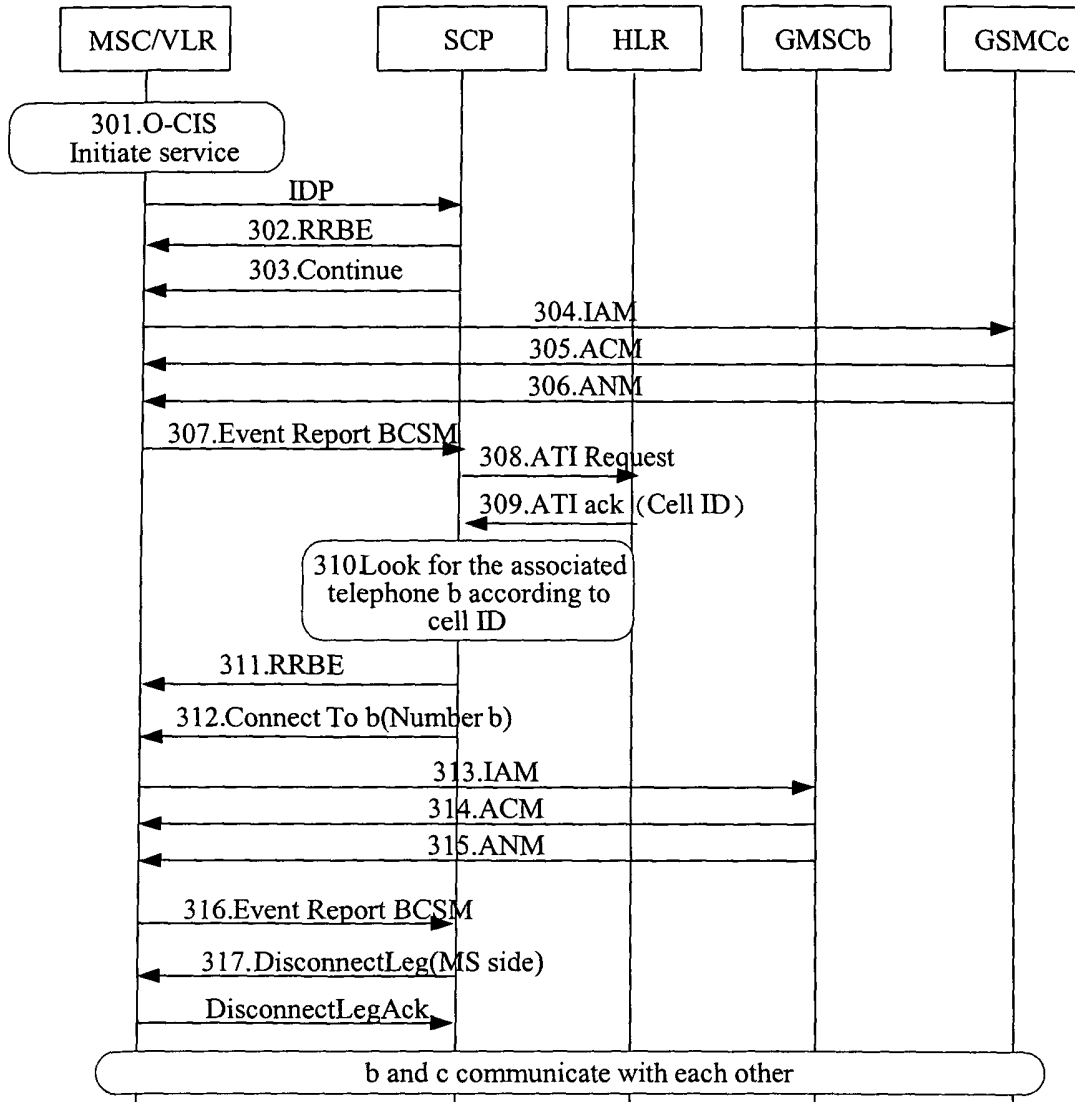 MSC/VLR
SCP
HLR
GMSCb
GSMCc
301.O-CIS
Initiate service
IDP
302.RRBE
303.Continue
304.IAM
305.ACM
306.ANM
307.Event Report BCSM
308.ATI Request
309.ATI ack (Cell ID)
310.Look for the associated
telephone b according to
cell ID
311.RRBE
312.Connect To b(Number b)
313.IAM
314.ACM
315.ANM
316.Event Report BCSM
317.DisconnectLeg(MS side)
DisconnectLegAck
b and c communicate with each other